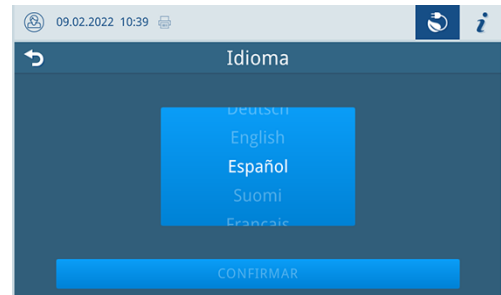 09.02.2022 10:39
i
Idioma
Deutsch
English
Español
Suomi
Français
CONFIRMAR